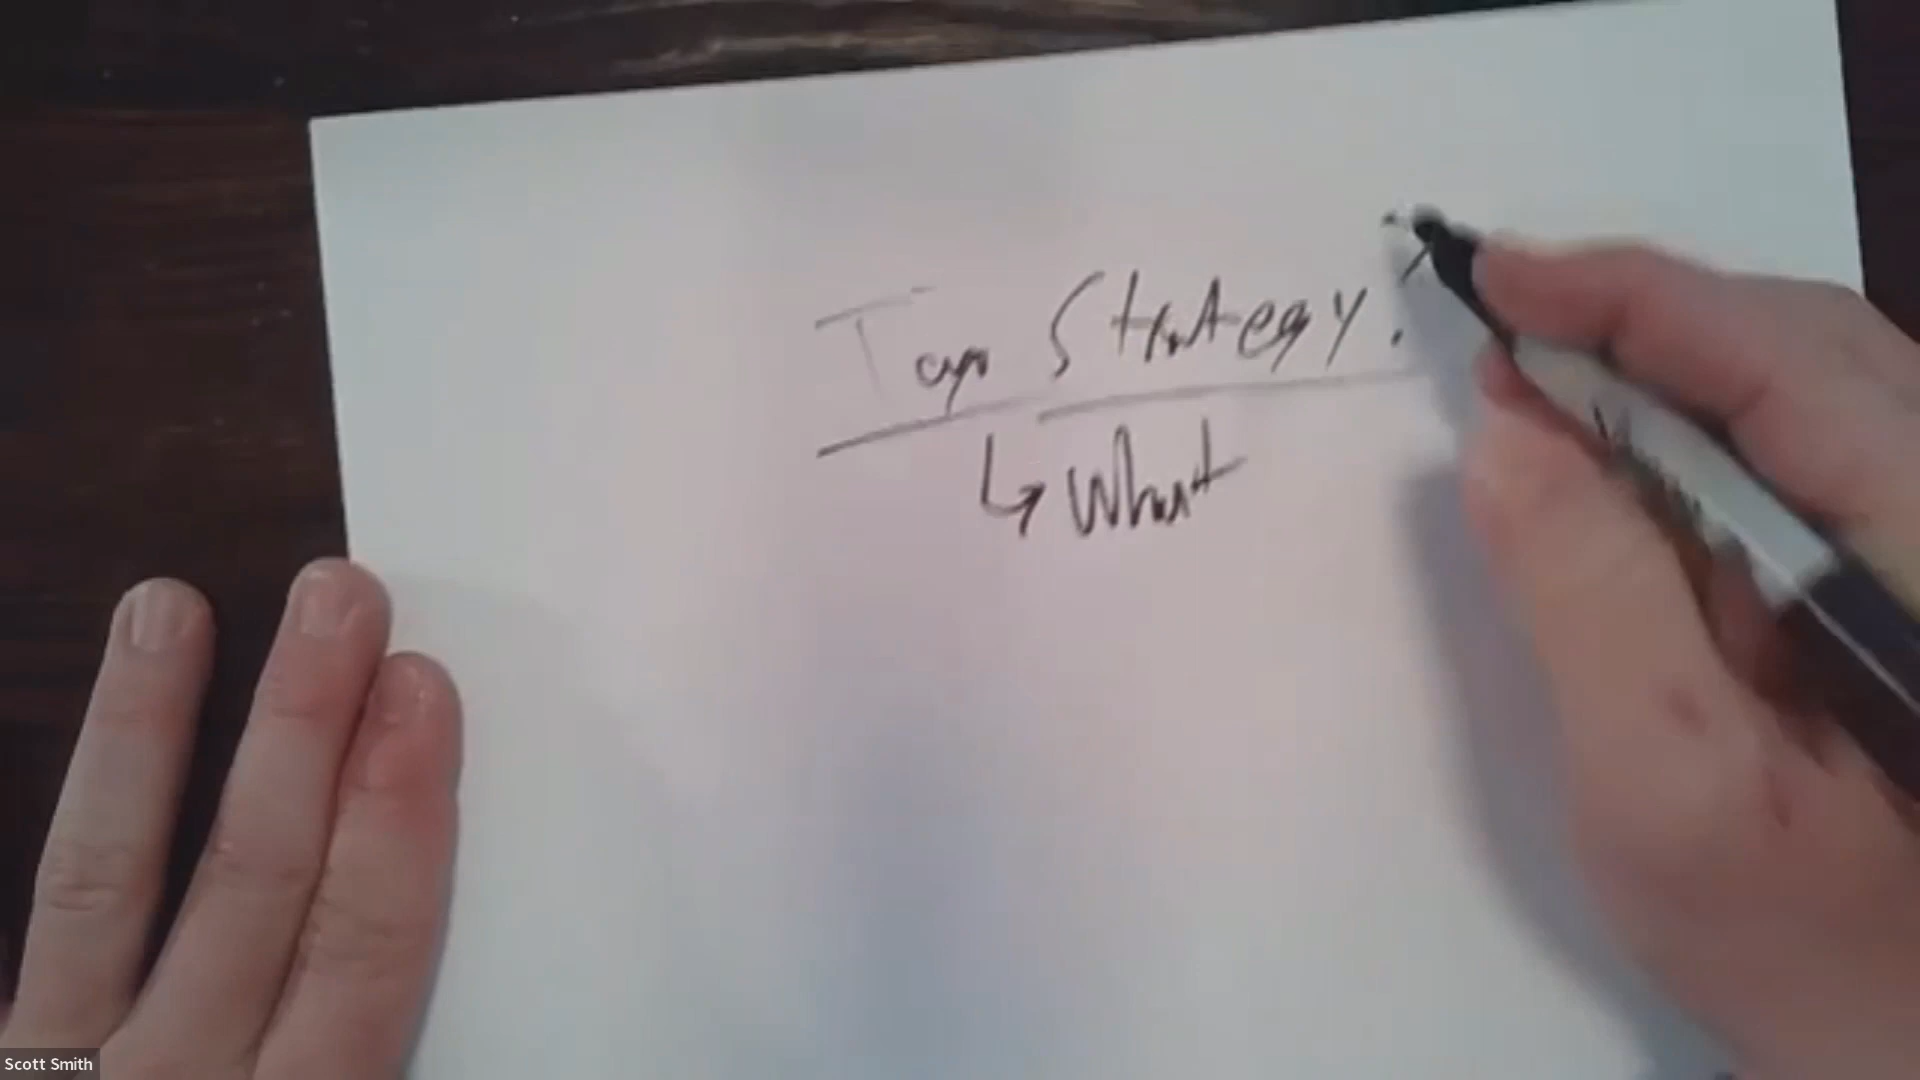 Top Strategy?
↳ What
Scott Smith